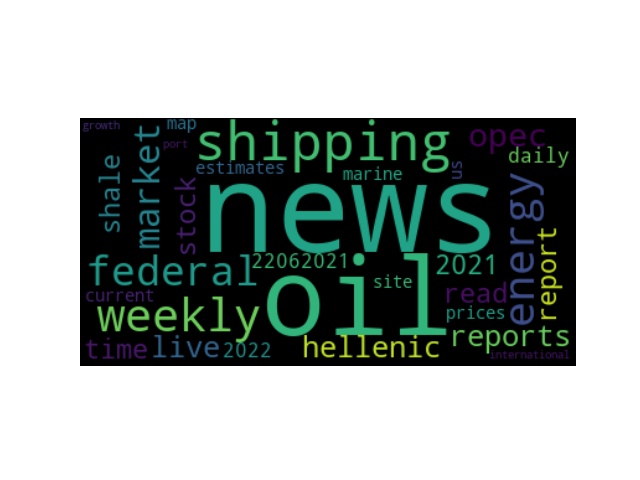 growth
map
port
shipping
opec
daily
shale
market
stock
estimates
marine
us
news
energy
federal
22062021
oil
site
2021
report
current
weekly
read
prices
reports
time
live
2022
hellenic
international